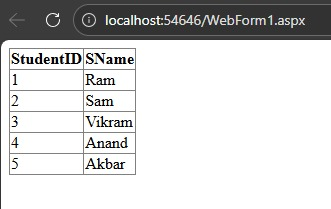 localhost:54646/WebForm1.aspx
StudentID SName
1 Ram
2 Sam
3 Vikram
4 Anand
5 Akbar